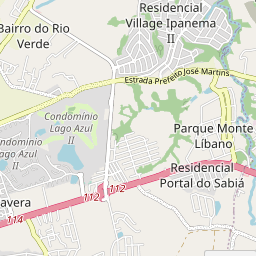 Residencial
Village Ipanema
II
Bairro do Rio
Verde
Estrada Prefeito José Martins
Condomínio
Lago Azul
II
Parque Monte
Líbano
Condominio
Lago Azul II
Residencial
Portal do Sabiá
112
112
avera
114